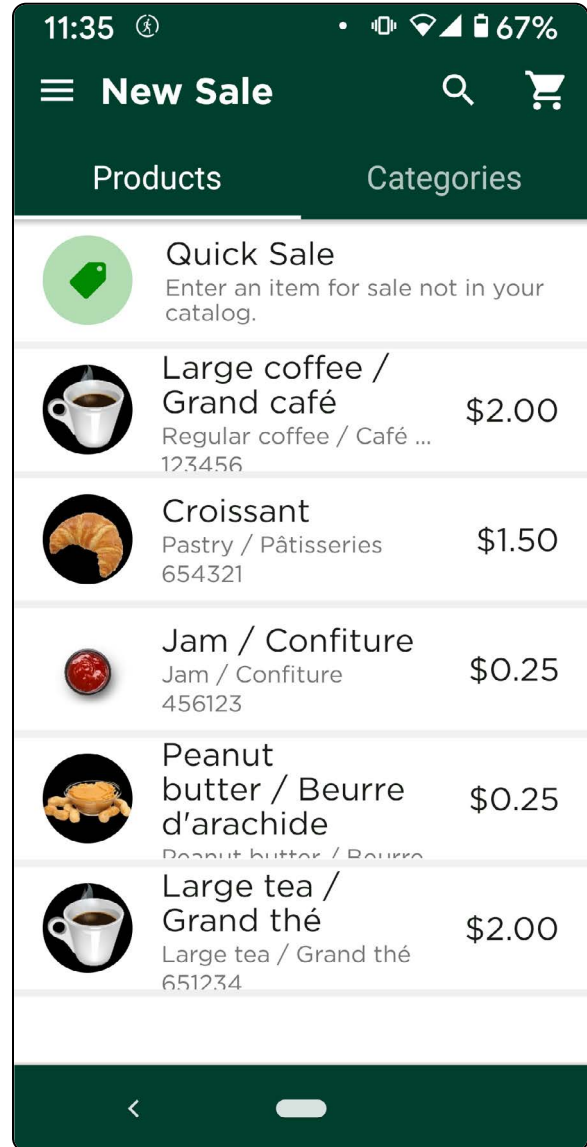 11:35 67%
New Sale
Products Categories
Quick Sale
Enter an item for sale not in your
catalog.
Large coffee /
Grand café
$2.00
Regular coffee / Café ...
123456
Croissant
$1.50
Pastry / Pâtisseries
654321
Jam / Confiture
$0.25
Jam / Confiture
456123
Peanut
butter / Beurre
$0.25
d'arachide
Peanut butter / Beurre
Large tea /
Grand thé
$2.00
Large tea / Grand thé
651234